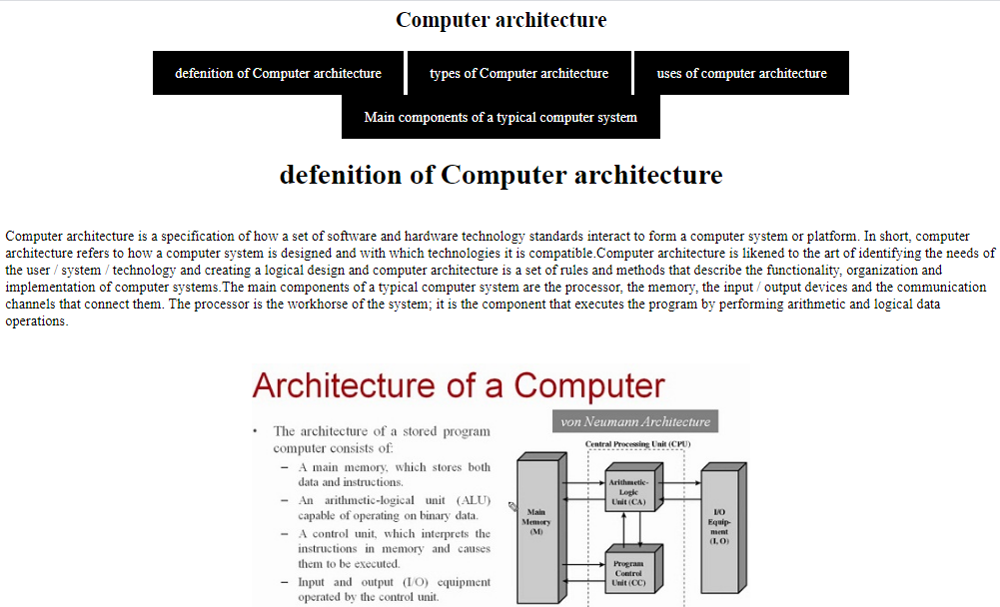 Computer architecture
defenition of Computer architecture
types of Computer architecture
uses of computer architecture
Main components of a typical computer system
defenition of Computer architecture
Computer architecture is a specification of how a set of software and hardware technology standards interact to form a computer system or platform. In short, computer
architecture refers to how a computer system is designed and with which technologies it is compatible.Computer architecture is likened to the art of identifying the needs of
the user / system / technology and creating a logical design and computer architecture is a set of rules and methods that describe the functionality, organization and
implementation of computer systems.The main components of a typical computer system are the processor, the memory, the input / output devices and the communication
channels that connect them. The processor is the workhorse of the system; it is the component that executes the program by performing arithmetic and logical data
operations.
Architecture of a Computer
• The architecture of a stored program
computer consists of:
– A main memory, which stores both
data and instructions.
– An arithmetic-logical unit (ALU)
capable of operating on binary data.
– A control unit, which interprets the
instructions in memory and causes
them to be executed.
– Input and output (I/O) equipment
operated by the control unit.
von Neumann Architecture
Central Processing Unit (CPU)
Main
Memory
(M)
Arithmetic-
Logic
Unit (CA)
Program
Control
Unit (CC)
I/O
Equip-
ment
(I, O)